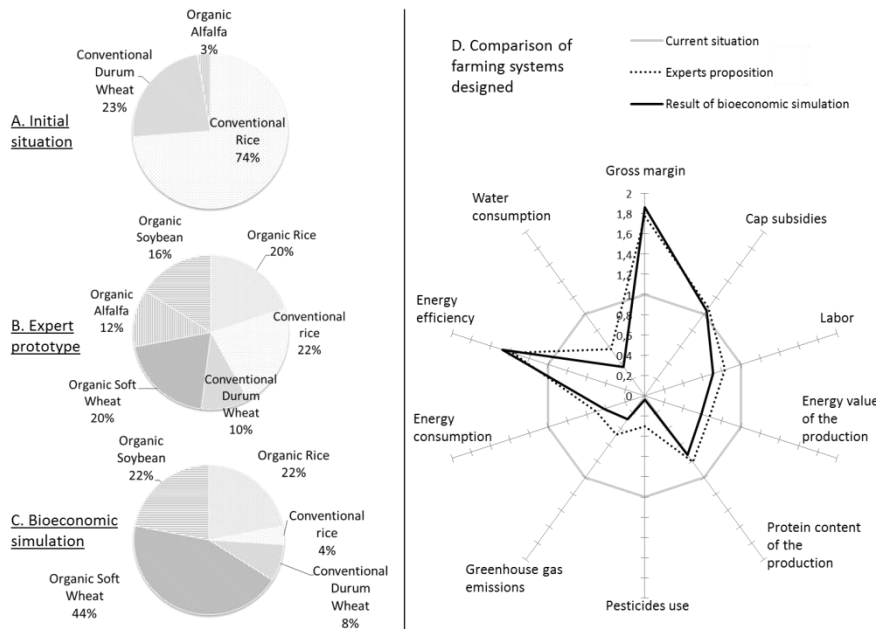 A. Initial
situation
Organic
Alfalfa
3%
Conventional
Durum
Wheat
23%
Conventional
Rice
74%
B. Expert
prototype
Organic
Soybean
16%
Organic Rice
20%
Organic
Alfalfa
12%
Conventional
rice
22%
Organic Soft
Wheat
20%
Conventional
Durum
Wheat
10%
C. Bioeconomic
simulation
Organic
Soybean
22%
Organic Rice
22%
Conventional
rice
4%
Conventional
Durum
Wheat
8%
Organic Soft
Wheat
44%
D. Comparison of
farming systems
designed
Current situation
Experts proposition
Result of bioeconomic simulation
Gross margin
2
1,8
1,6
1,4
1,2
1
0,8
0,6
0,4
0,2
0
Cap subsidies
Labor
Energy value
of the
production
Protein content
of the
production
Pesticides use
Greenhouse gas
emissions
Energy
consumption
Energy
efficiency
Water
consumption